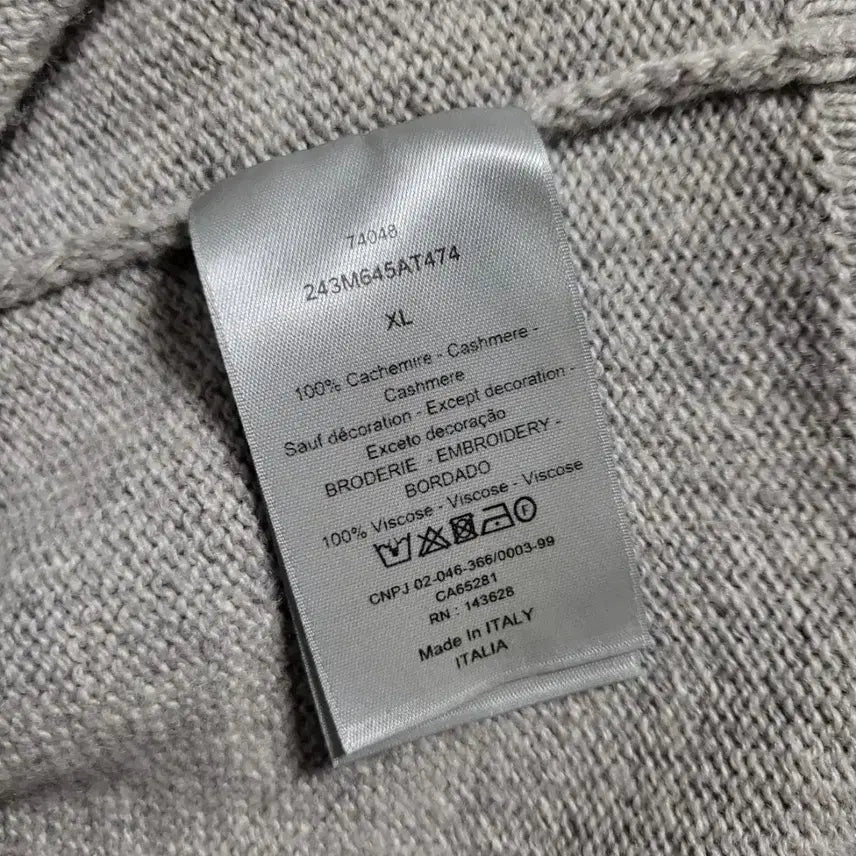 74048
243M645AT474
XL
100% Cachemire - Cashmere -
Cashmere
Sauf décoration - Except decoration -
Exceto decoração
BRODERIE - EMBROIDERY -
BORDADO
100% Viscose - Viscose - Viscose
F
CNPJ 02-046-366/0003-99
CA65281
RN : 143628
Made In ITALY
ITALIA